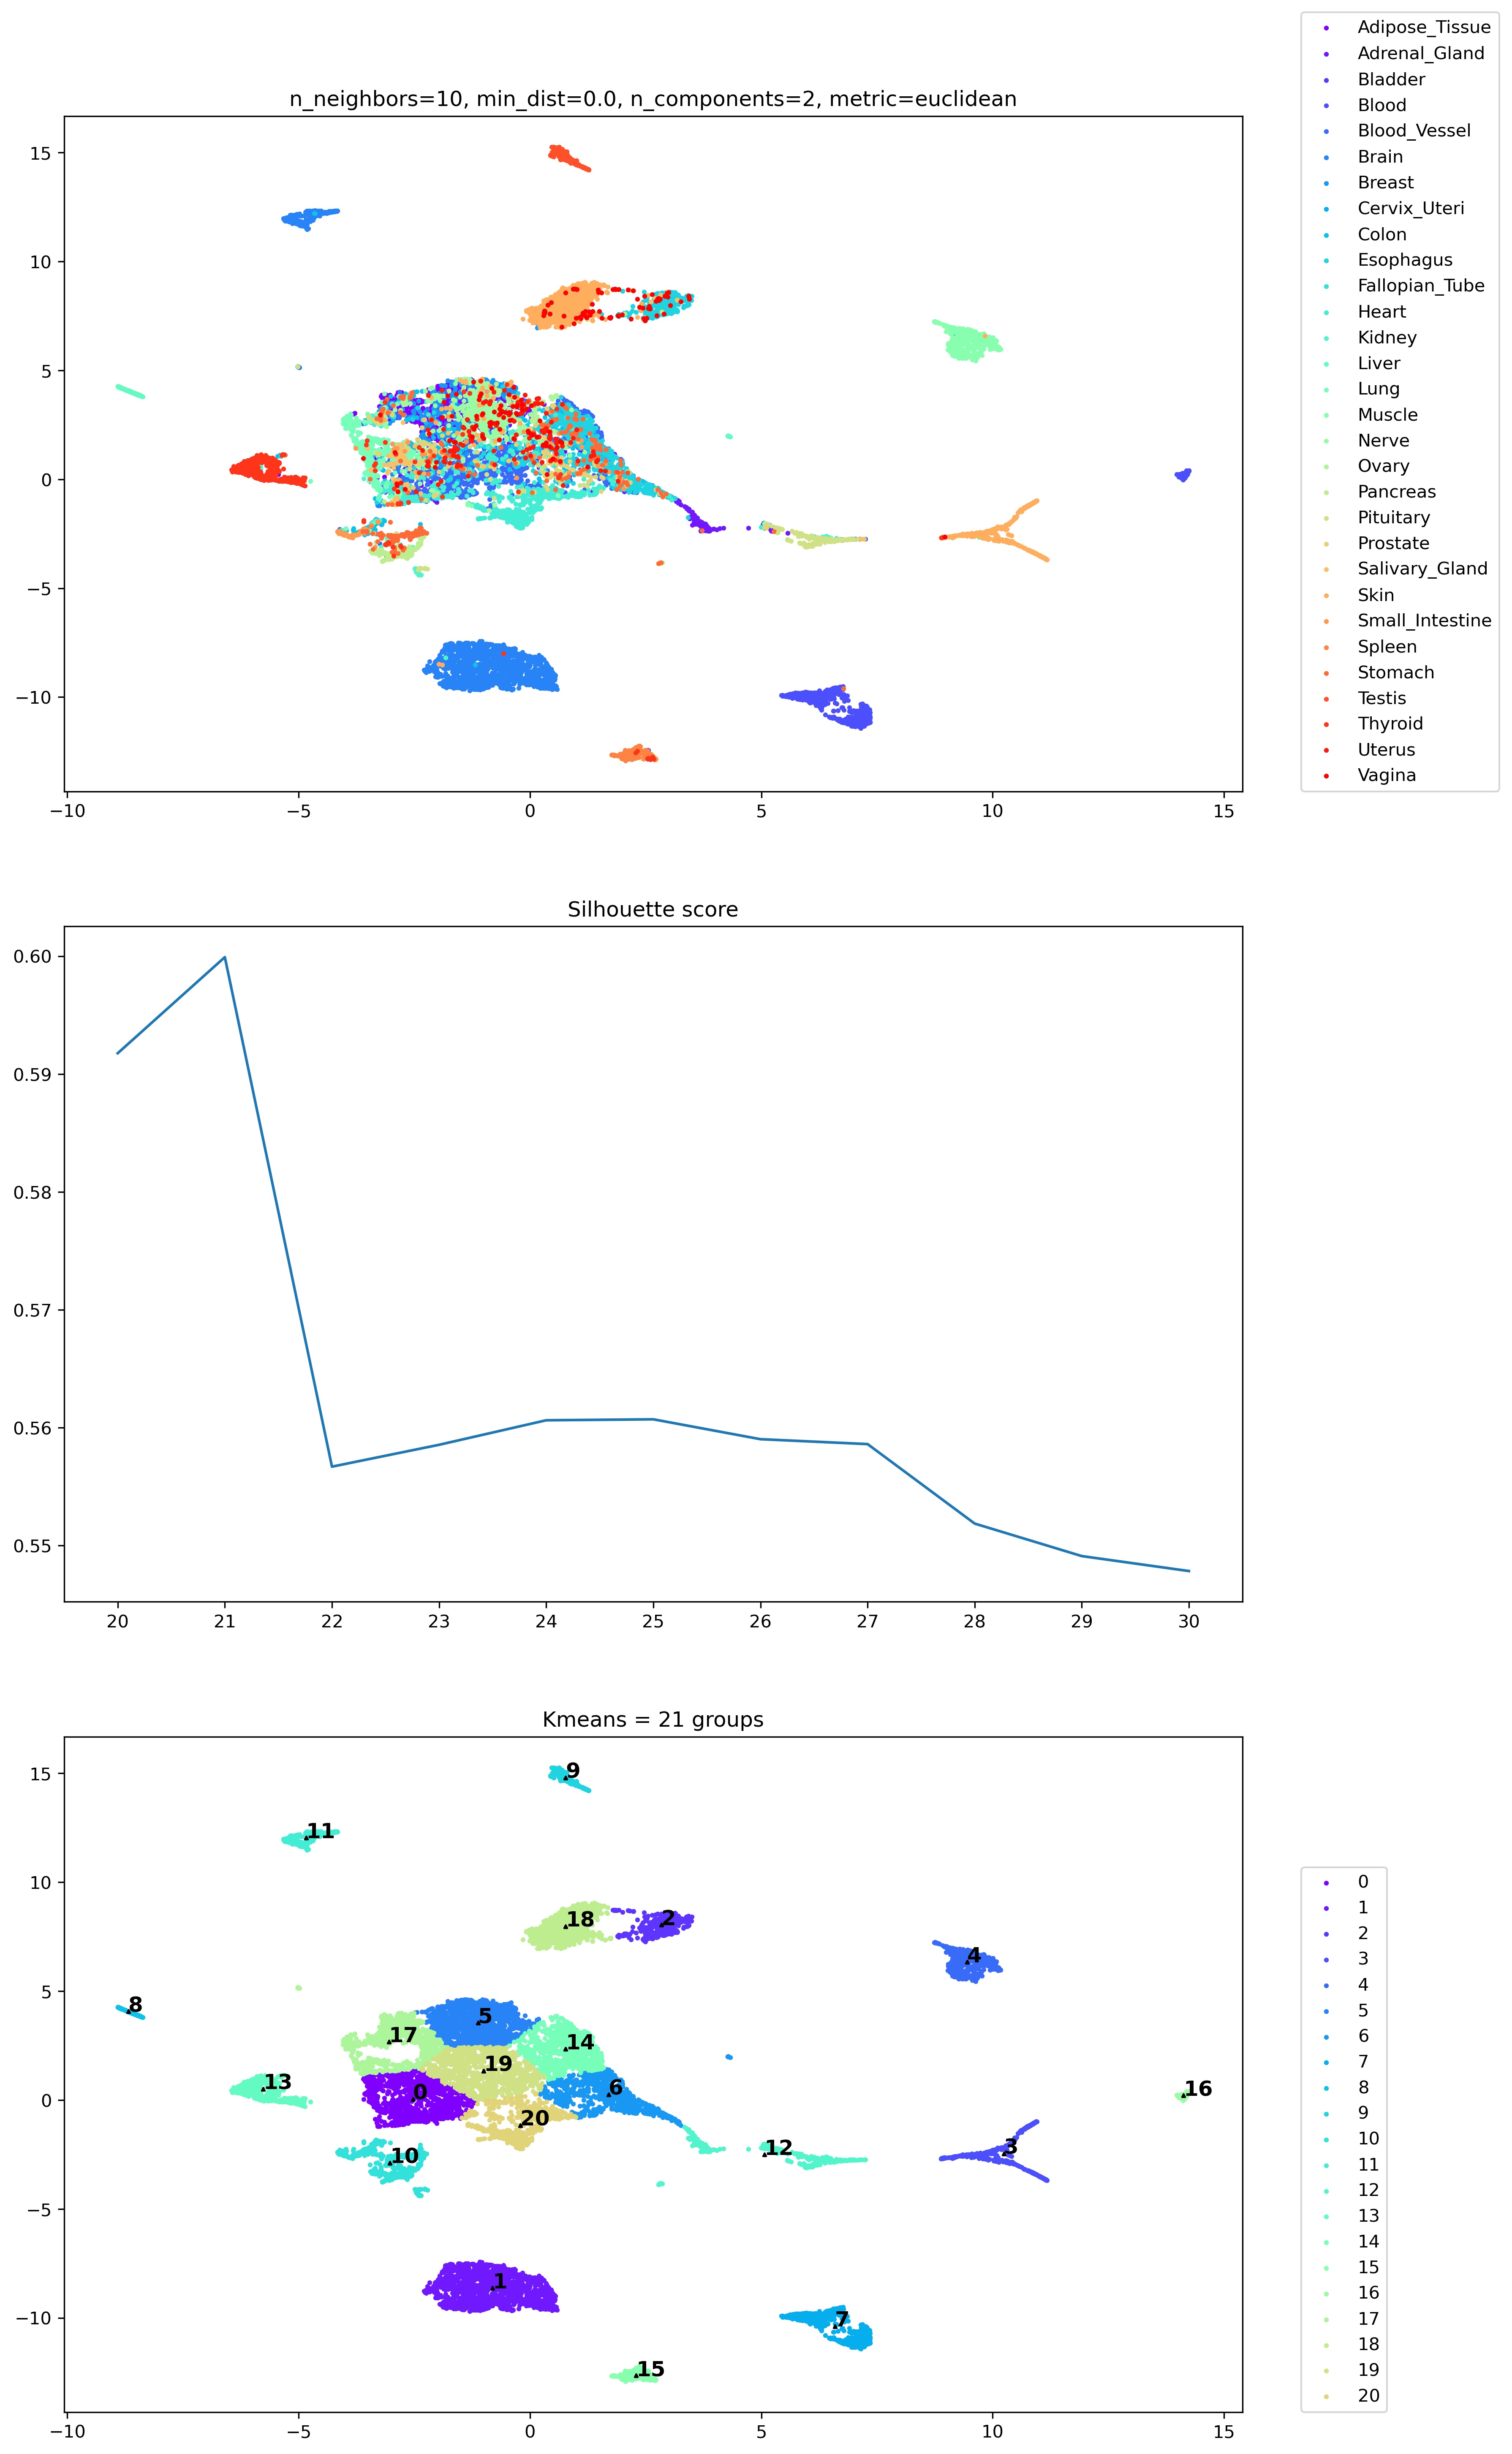 n_neighbors=10, min_dist=0.0, n_components=2, metric=euclidean
15
10
5
0
−5
−10
−10
−5
0
5
10
15
Adipose_Tissue
Adrenal_Gland
Bladder
Blood
Blood_Vessel
Brain
Breast
Cervix_Uteri
Colon
Esophagus
Fallopian_Tube
Heart
Kidney
Liver
Lung
Muscle
Nerve
Ovary
Pancreas
Pituitary
Prostate
Salivary_Gland
Skin
Small_Intestine
Spleen
Stomach
Testis
Thyroid
Uterus
Vagina
Silhouette score
0.60
0.59
0.58
0.57
0.56
0.55
20
21
22
23
24
25
26
27
28
29
30
Kmeans = 21 groups
15
10
5
0
−5
−10
−10
−5
0
5
10
15
9
11
18
2
4
8
5
17
14
19
13
0
6
16
20
12
3
10
1
7
15
0
1
2
3
4
5
6
7
8
9
10
11
12
13
14
15
16
17
18
19
20